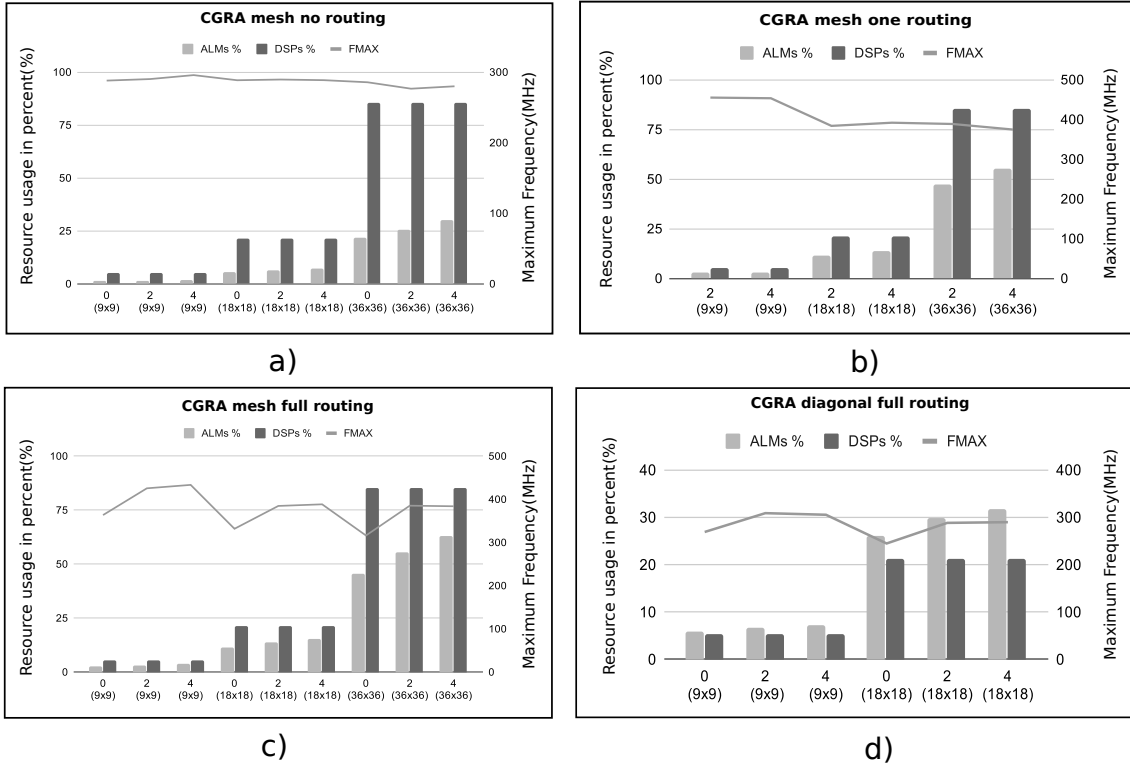 CGRA mesh no routing
ALMs % DSPs % FMAX
Resource usage in percent(%)
100
75
50
25
0
300
200
100
0
Maximum Frequency(MHz)
0 2 4 0 2 4 0 2 4
(9x9) (9x9) (9x9) (18x18) (18x18) (18x18) (36x36) (36x36) (36x36)
a)
CGRA mesh one routing
ALMs % DSPs % FMAX
Resource usage in percent(%)
100
75
50
25
0
500
400
300
200
100
0
Maximum Frequency(MHz)
2 4 2 4 2 4
(9x9) (9x9) (18x18) (18x18) (36x36) (36x36)
b)
CGRA mesh full routing
ALMs % DSPs % FMAX
Resource usage in percent(%)
100
75
50
25
0
500
400
300
200
100
0
Maximum Frequency(MHz)
0 2 4 0 2 4 0 2 4
(9x9) (9x9) (9x9) (18x18) (18x18) (18x18) (36x36) (36x36) (36x36)
c)
CGRA diagonal full routing
ALMs % DSPs % FMAX
Resource usage in percent(%)
40
30
20
10
0
400
300
200
100
0
Maximum Frequency(MHz)
0 2 4 0 2 4
(9x9) (9x9) (9x9) (18x18) (18x18) (18x18)
d)